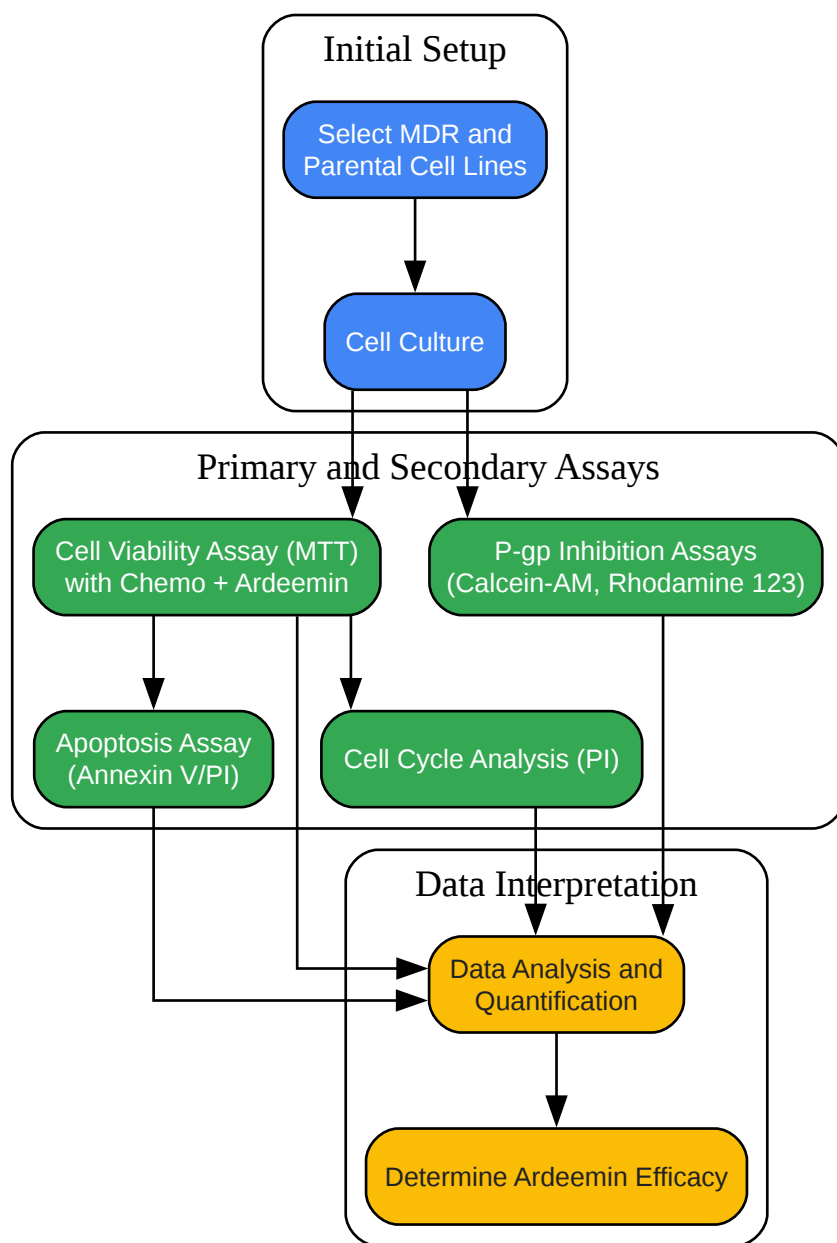 Initial Setup
Select MDR and
Parental Cell Lines
Cell Culture
Primary and Secondary Assays
Cell Viability Assay (MTT)
with Chemo + Ardeemin
P-gp Inhibition Assays
(Calcein-AM, Rhodamine 123)
Apoptosis Assay
(Annexin V/PI)
Cell Cycle Analysis (PI)
Data Interpretation
Data Analysis and
Quantification
Determine Ardeemin Efficacy